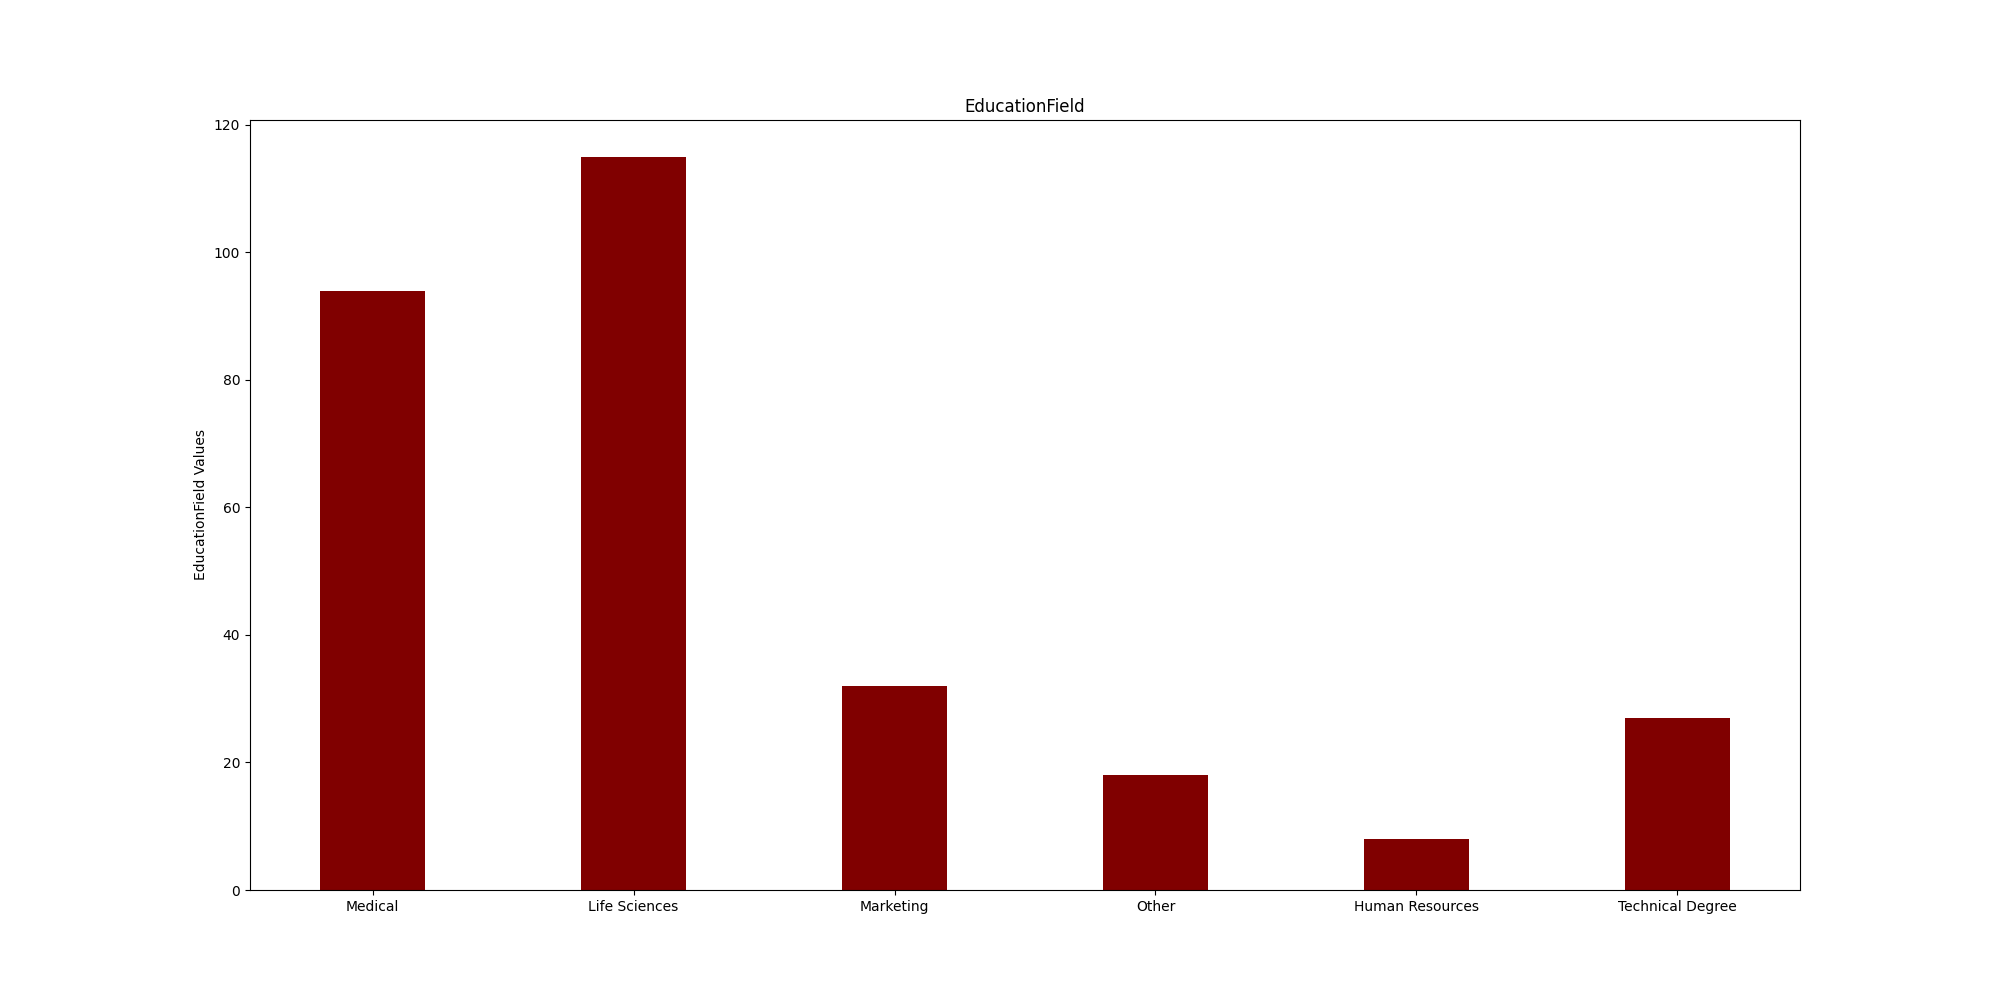 EducationField
120
100
80
60
40
20
0
EducationField Values
Medical
Life Sciences
Marketing
Other
Human Resources
Technical Degree